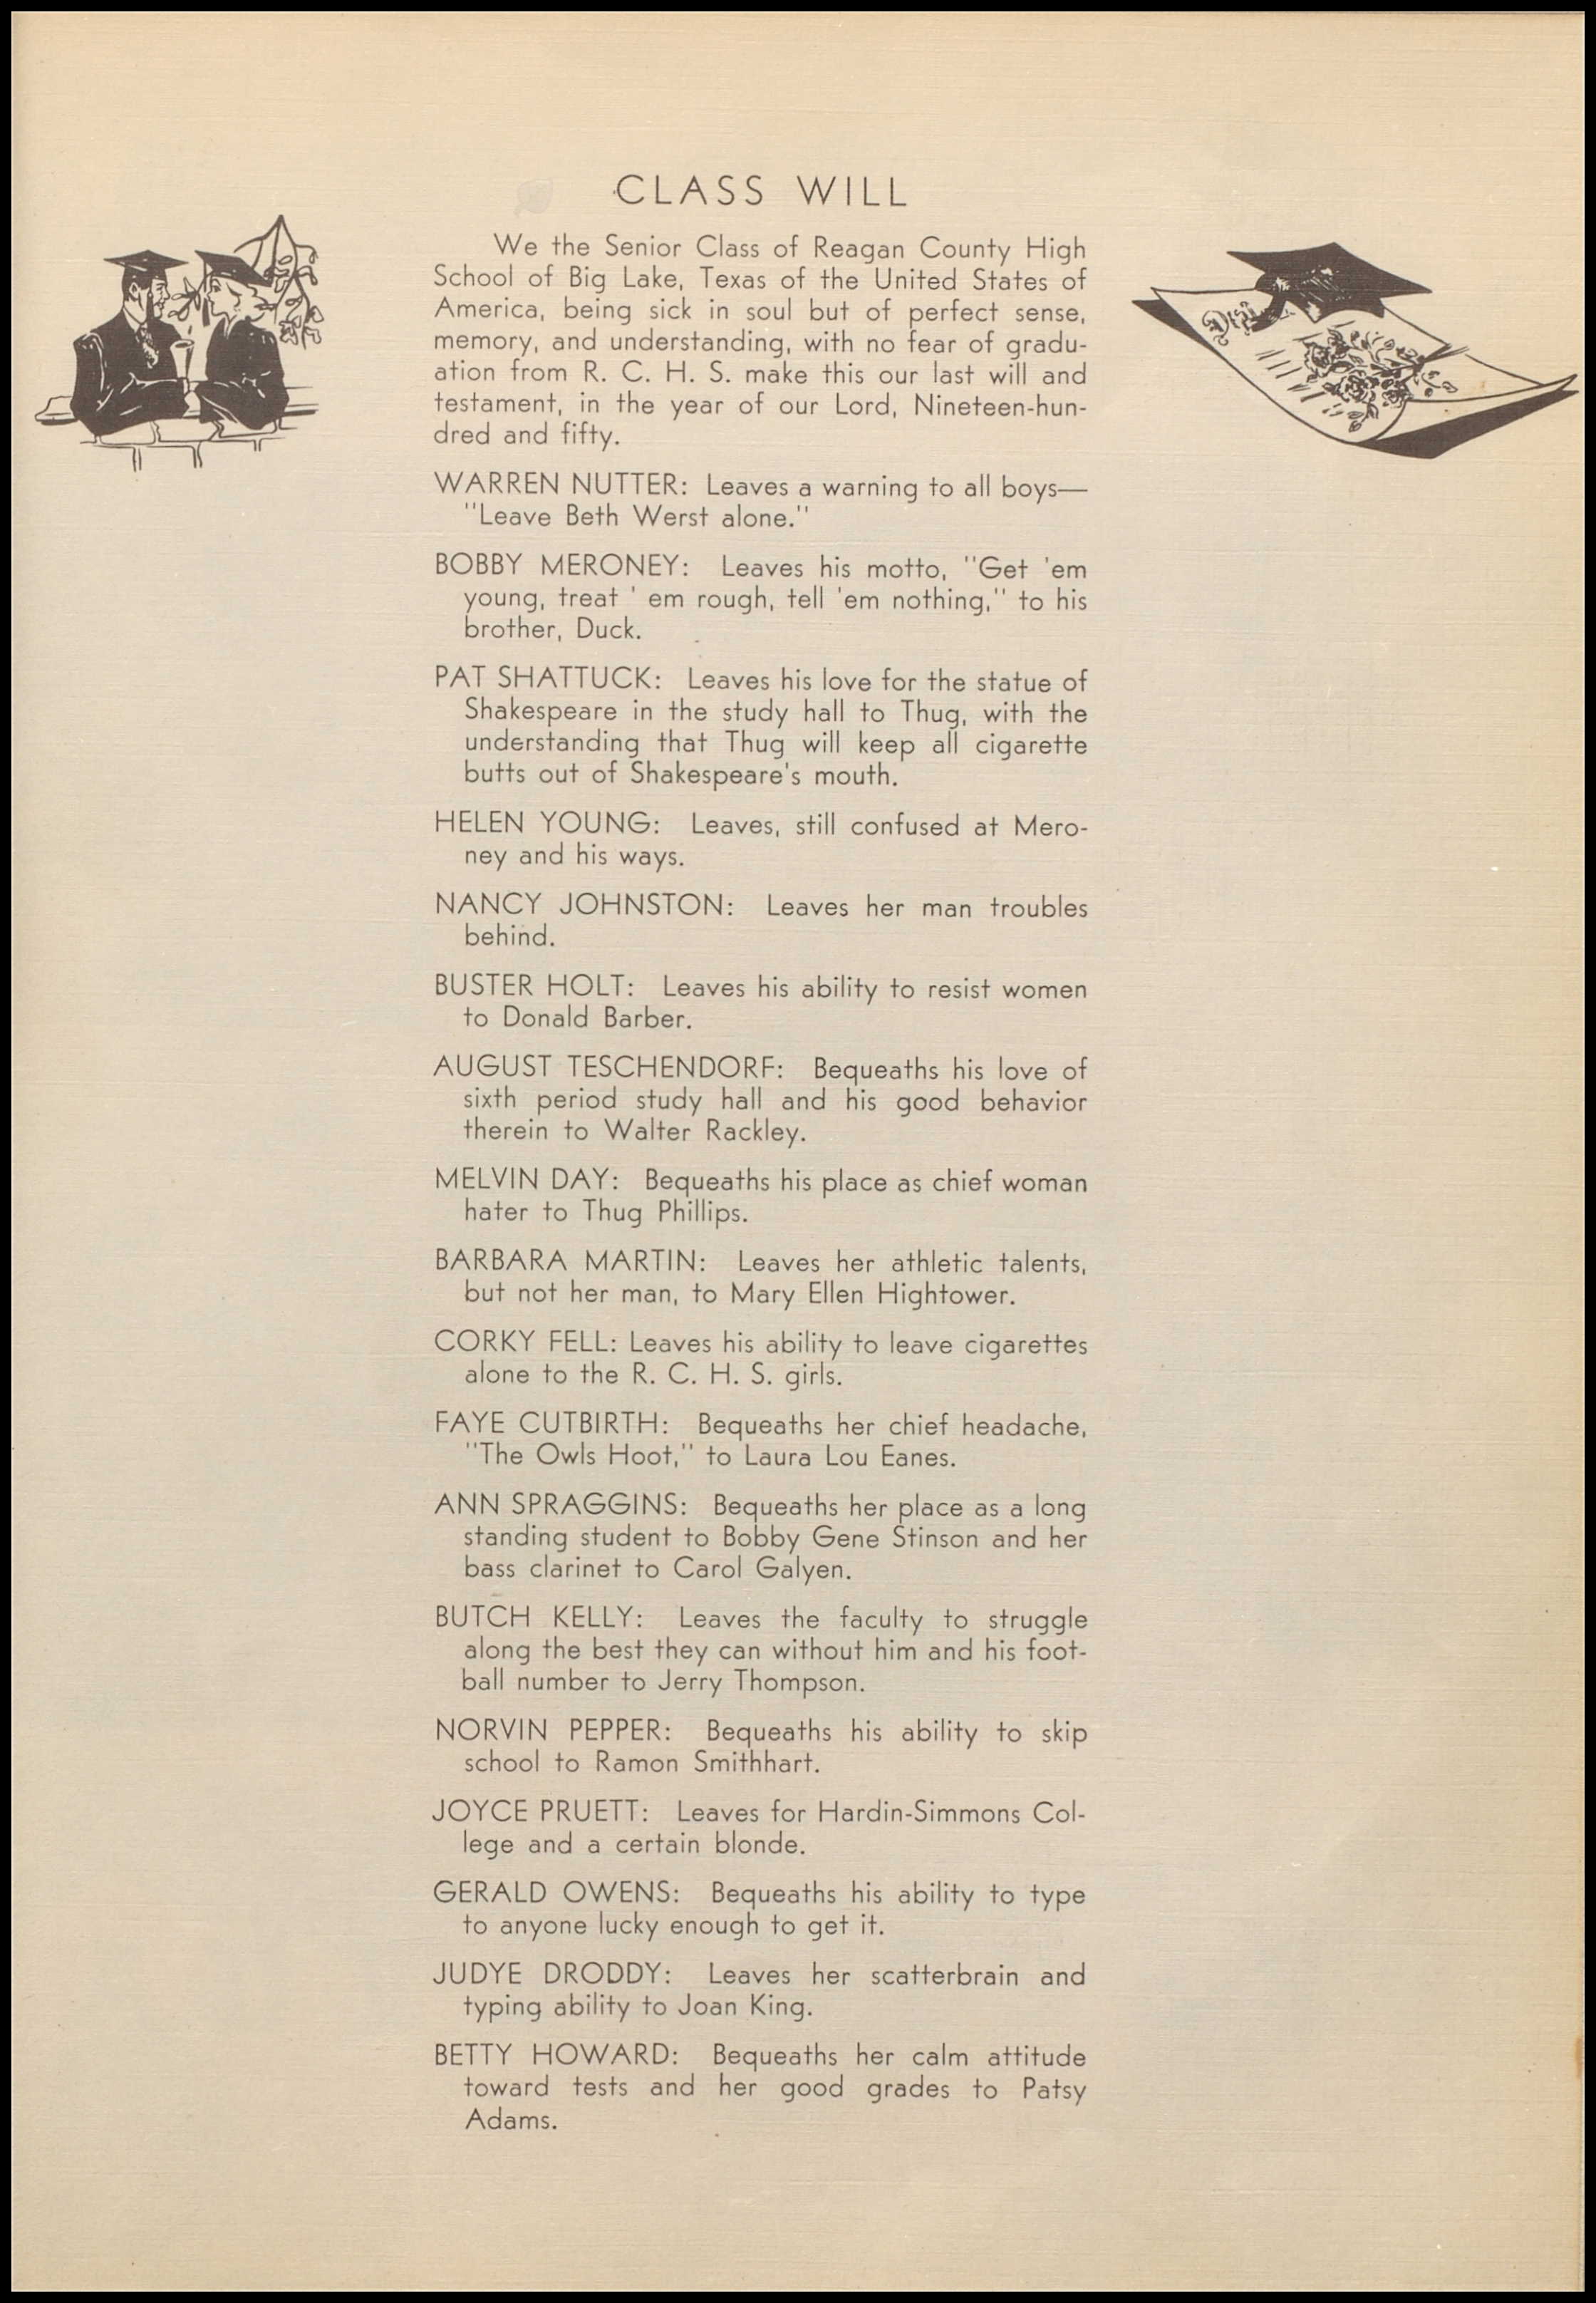 CLASS WILL
We the Senior Class of Reagan County High
School of Big Lake, Texas of the United States of
America, being sick in soul but of perfect sense,
memory, and understanding, with no fear of gradu-
ation from R. C. H. S. make this our last will and
testament, in the year of our Lord, Nineteen-hun-
dred and fifty.
WARREN NUTTER: Leaves a warning to all boys—
"Leave Beth Werst alone."
BOBBY MERONEY: Leaves his motto, "Get 'em
young, treat ' em rough, tell 'em nothing," to his
brother, Duck.
PAT SHATTUCK: Leaves his love for the statue of
Shakespeare in the study hall to Thug, with the
understanding that Thug will keep all cigarette
butts out of Shakespeare's mouth.
HELEN YOUNG: Leaves, still confused at Mero-
ney and his ways.
NANCY JOHNSTON: Leaves her man troubles
behind.
BUSTER HOLT: Leaves his ability to resist women
to Donald Barber.
AUGUST TESCHENDORF: Bequeaths his love of
sixth period study hall and his good behavior
therein to Walter Rackley.
MELVIN DAY: Bequeaths his place as chief woman
hater to Thug Phillips.
BARBARA MARTIN: Leaves her athletic talents,
but not her man, to Mary Ellen Hightower.
CORKY FELL: Leaves his ability to leave cigarettes
alone to the R. C. H. S. girls.
FAYE CUTBIRTH: Bequeaths her chief headache,
"The Owls Hoot," to Laura Lou Eanes.
ANN SPRAGGINS: Bequeaths her place as a long
standing student to Bobby Gene Stinson and her
bass clarinet to Carol Galyen.
BUTCH KELLY: Leaves the faculty to struggle
along the best they can without him and his foot-
ball number to Jerry Thompson.
NORVIN PEPPER: Bequeaths his ability to skip
school to Ramon Smithhart.
JOYCE PRUETT: Leaves for Hardin-Simmons Col-
lege and a certain blonde.
GERALD OWENS: Bequeaths his ability to type
to anyone lucky enough to get it.
JUDYE DRODDY: Leaves her scatterbrain and
typing ability to Joan King.
BETTY HOWARD: Bequeaths her calm attitude
toward tests and her good grades to Patsy
Adams.